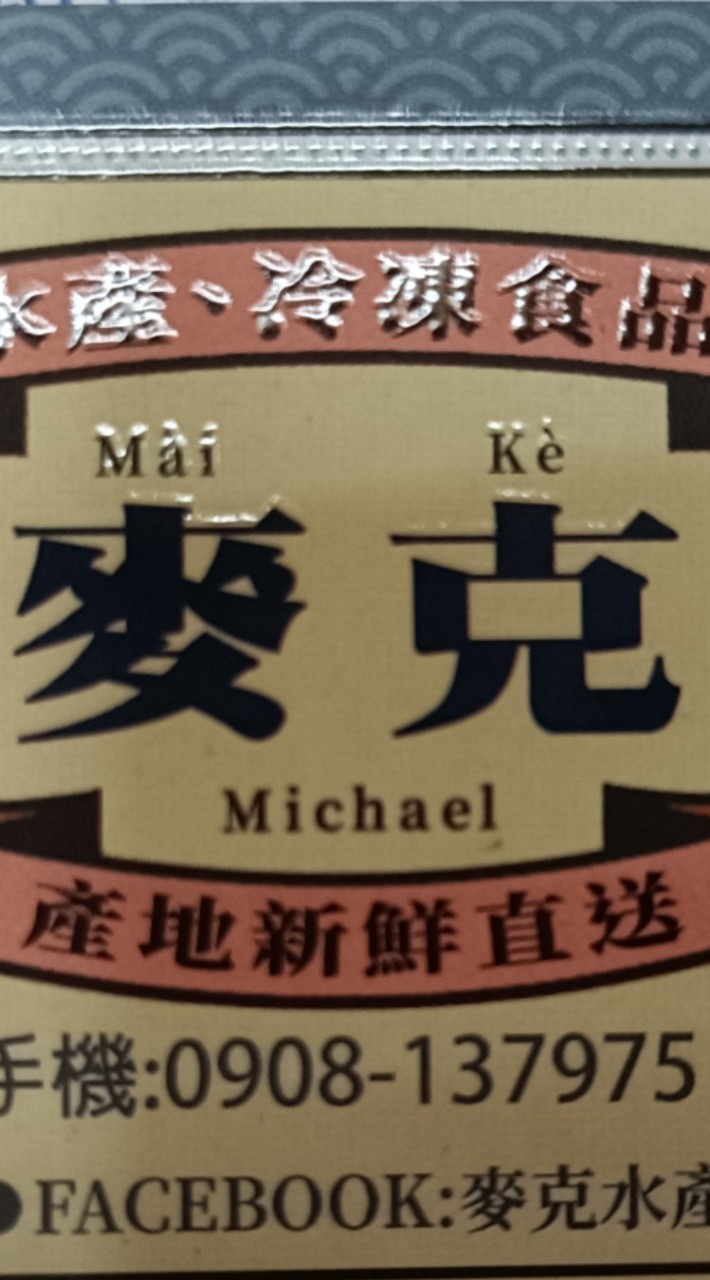 水產、冷凍食品
Mài Kè
麥克
Michael
產地新鮮直送
手機:0908-137975
FACEBOOK:麥克水產